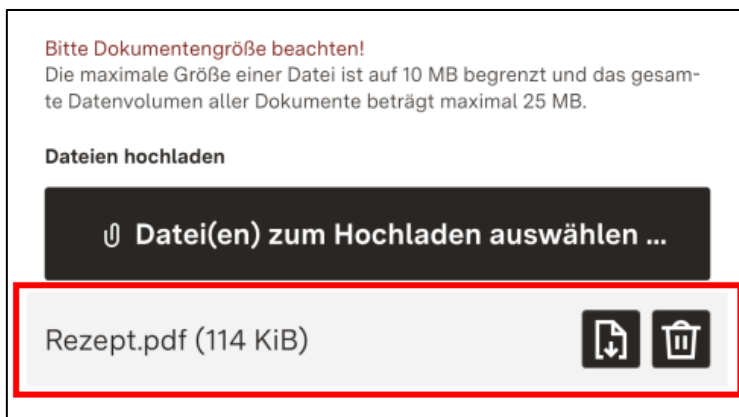 Bitte Dokumentengröße beachten!
Die maximale Größe einer Datei ist auf 10 MB begrenzt und das gesam-
te Datenvolumen aller Dokumente beträgt maximal 25 MB.
Dateien hochladen
Datei(en) zum Hochladen auswählen ...
Rezept.pdf (114 KiB)